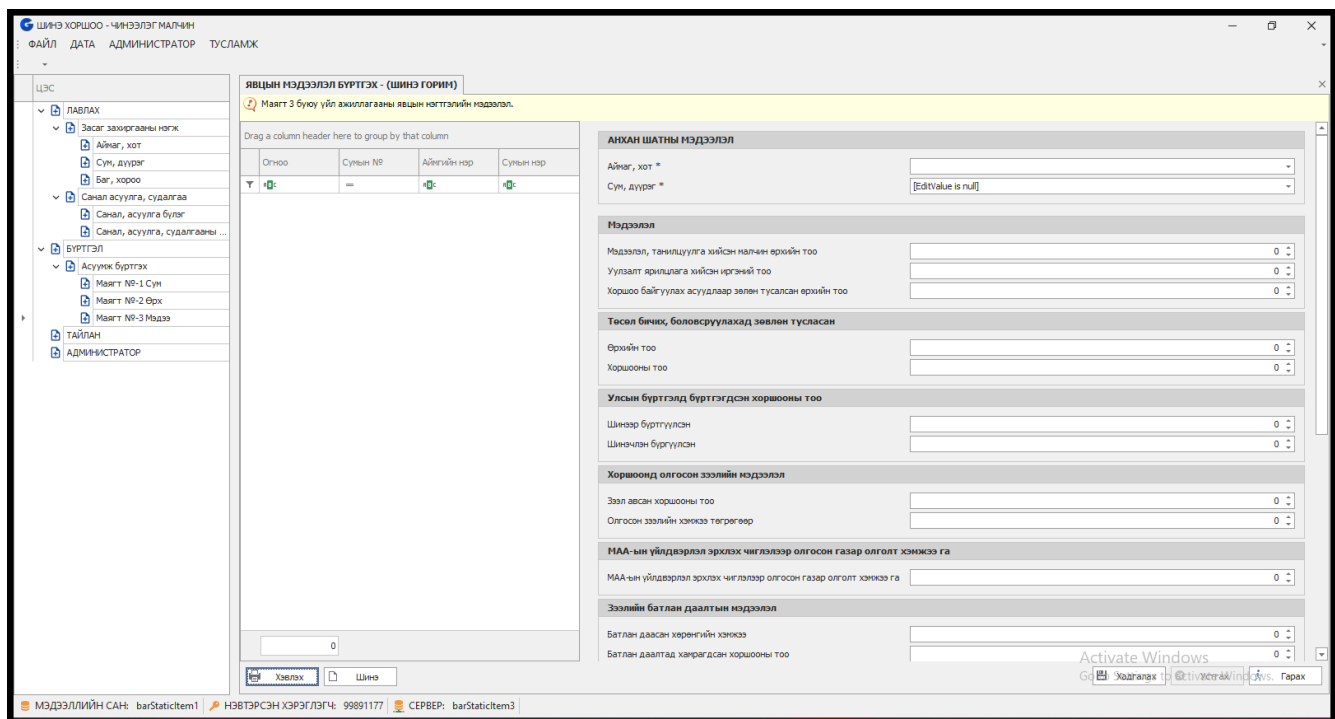 ШИНЭ ХОРШОО - ЧИНЭЭЛЭГ МАЛЧИН
ФАЙЛ ДАТА АДМИНИСТРАТОР ТУСЛАМЖ
ЦЭС
ЛАВЛАХ
Засаг захиргааны нэгж
Аймаг, хот
Сум, дүүрэг
Баг, хороо
Санал асуулга, судалгаа
Санал, асуулга бүлэг
Санал, асуулга, судалгааны ...
БҮРТГЭЛ
Асуумж бүртгэх
Маягт №-1 Сум
Маягт №-2 Өрх
Маягт №-3 Мэдээ
ТАЙЛАН
АДМИНИСТРАТОР
ЯВЦЫН МЭДЭЭЛЭЛ БҮРТГЭХ - (ШИНЭ ГОРИМ)
Маягт 3 буюу үйл ажиллагааны явцын нэгтгэлийн мэдээлэл.
Drag a column header here to group by that column
Огноо Сумын № Аймгийн нэр Сумын нэр
0
Хэвлэх Шинэ
АНХАН ШАТНЫ МЭДЭЭЛЭЛ
Аймаг, хот *
Сум, дүүрэг * [EditValue is null]
Мэдээлэл
Мэдээлэл, танилцуулга хийсэн малчин өрхийн тоо 0
Уулзалт ярилцлага хийсэн иргэний тоо 0
Хоршоо байгуулах асуудлаар зөлөн тусалсан өрхийн тоо 0
Төсөл бичих, боловсруулахад зөвлөн тусласан
Өрхийн тоо 0
Хоршооны тоо 0
Улсын бүртгэлд бүртгэгдсэн хоршооны тоо
Шинээр бүртгүүлсэн 0
Шинэчлэн бүргүүлсэн 0
Хоршоонд олгосон зээлийн мэдээлэл
Зээл авсан хоршооны тоо 0
Олгосон зээлийн хэмжээ төгрөгөөр 0
МАА-ын үйлдвэрлэл эрхлэх чиглэлээр олгосон газар олголт хэмжээ га
МАА-ын үйлдвэрлэл эрхлэх чиглэлээр олгосон газар олголт хэмжээ га 0
Зээлийн батлан даалтын мэдээлэл
Батлан даасан хөрөнгийн хэмжээ 0
Батлан даалтад хамрагдсан хоршооны тоо 0
Activate Windows
Хадгалах Устгах Гарах
МЭДЭЭЛЛИЙН САН: barStaticItem1 НЭВТЭРСЭН ХЭРЭГЛЭГЧ: 99891177 СЕРВЕР: barStaticItem3